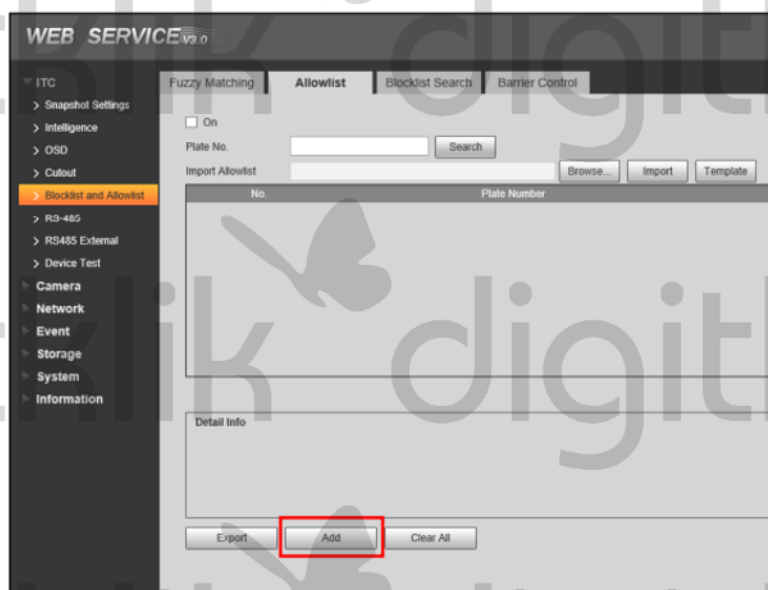 WEB SERVICE V3.0
ITC
Snapshot Settings
Intelligence
OSD
Cutout
Blocklist and Allowlist
RS-485
RS485 External
Device Test
Camera
Network
Event
Storage
System
Information
Fuzzy Matching Allowlist Blocklist Search Barrier Control
On
Plate No. Search
Import Allowlist Browse... Import Template
No. Plate Number
Detail Info
Export Add Clear All
klik digit